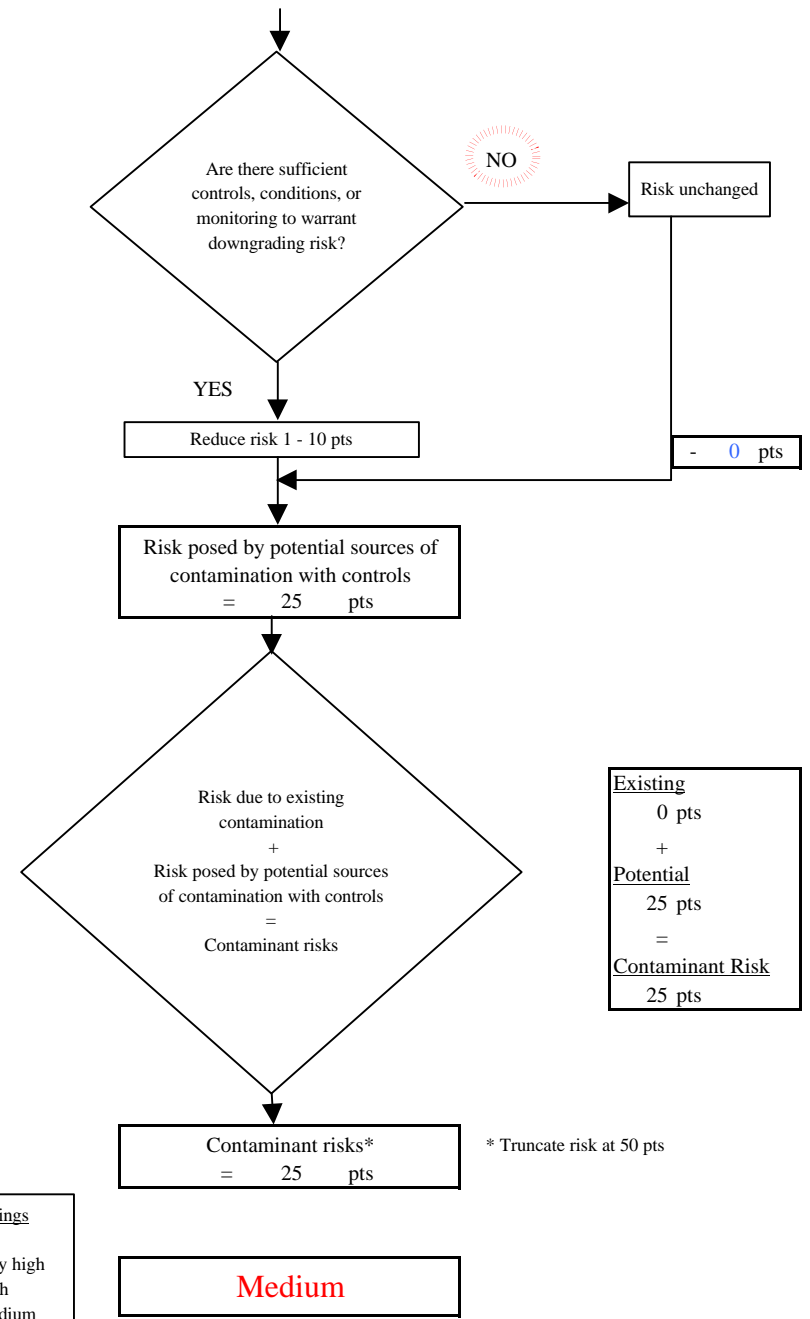 Are there sufficient
controls, conditions, or
monitoring to warrant
downgrading risk?
NO
Risk unchanged
YES
Reduce risk 1 - 10 pts
- 0 pts
Risk posed by potential sources of
contamination with controls
= 25 pts
Risk due to existing
contamination
+
Risk posed by potential sources
of contamination with controls
=
Contaminant risks
Existing
0 pts
+
Potential
25 pts
=
Contaminant Risk
25 pts
Contaminant risks*
= 25 pts
* Truncate risk at 50 pts
high
Medium